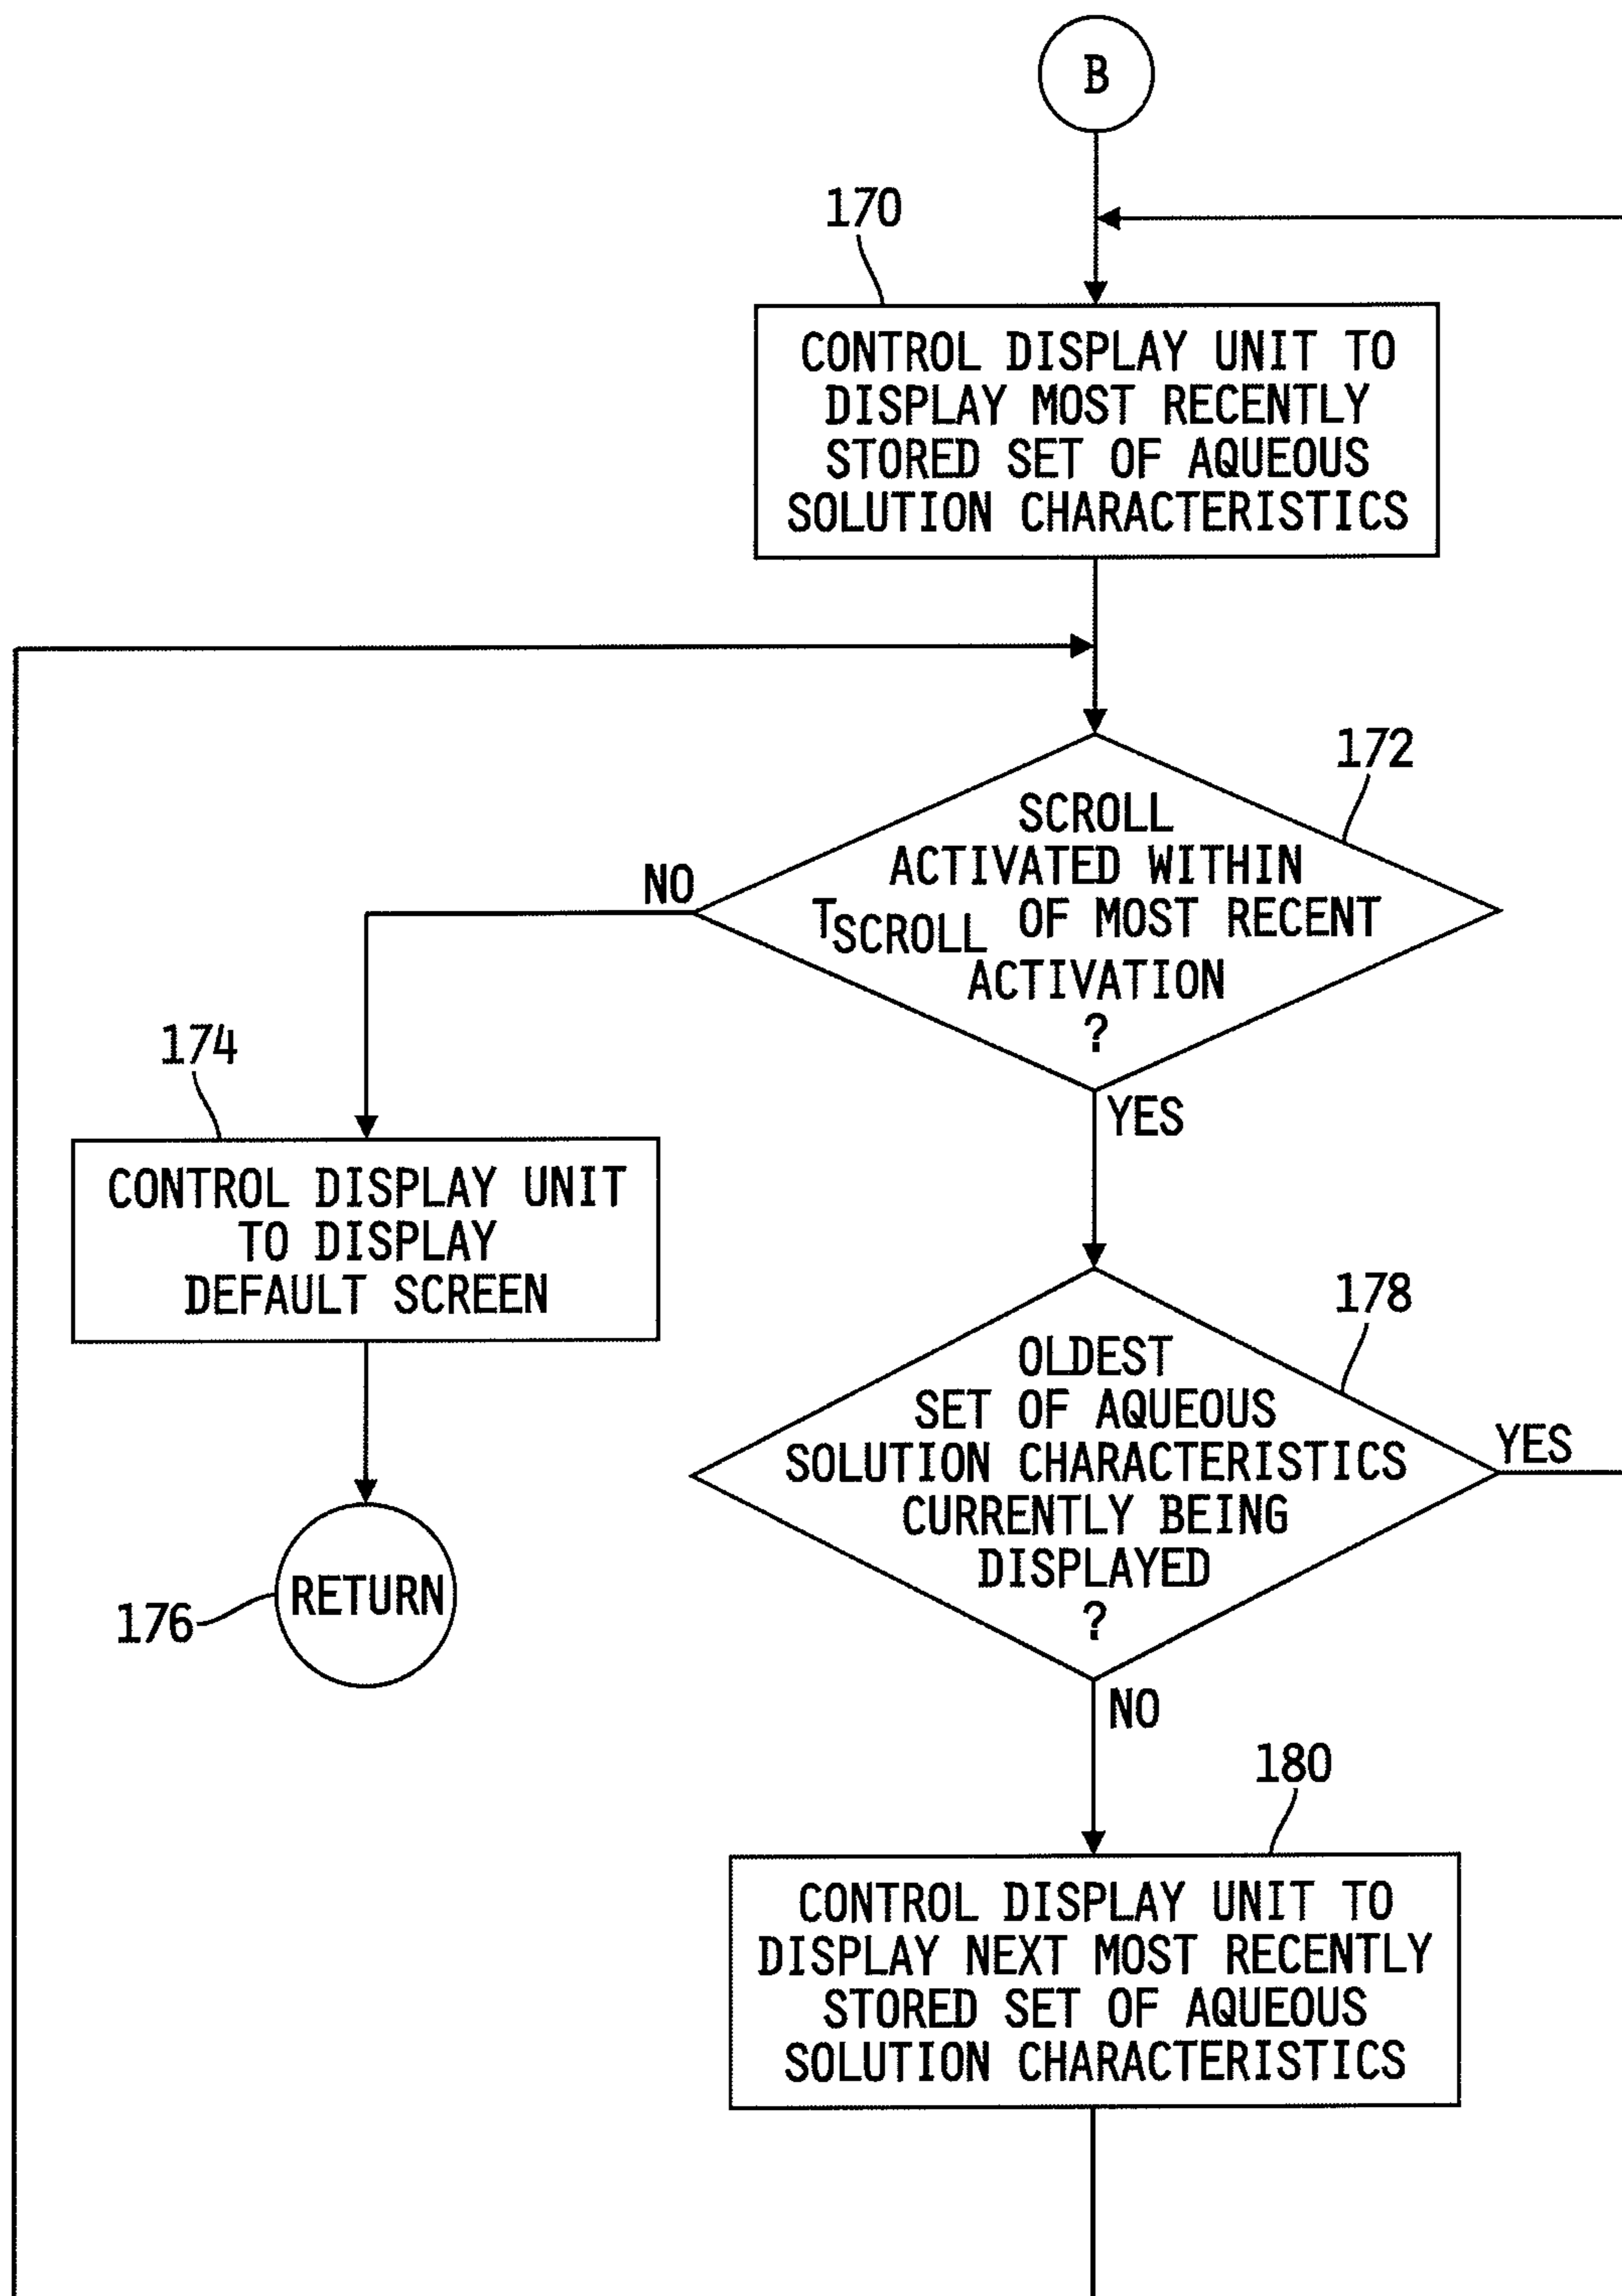 B
170
CONTROL DISPLAY UNIT TO
DISPLAY MOST RECENTLY
STORED SET OF AQUEOUS
SOLUTION CHARACTERISTICS
172
SCROLL
ACTIVATED WITHIN
TSCROLL OF MOST RECENT
ACTIVATION
?
NO
YES
174
CONTROL DISPLAY UNIT
TO DISPLAY
DEFAULT SCREEN
176
RETURN
178
OLDEST
SET OF AQUEOUS
SOLUTION CHARACTERISTICS
CURRENTLY BEING
DISPLAYED
?
YES
NO
180
CONTROL DISPLAY UNIT TO
DISPLAY NEXT MOST RECENTLY
STORED SET OF AQUEOUS
SOLUTION CHARACTERISTICS